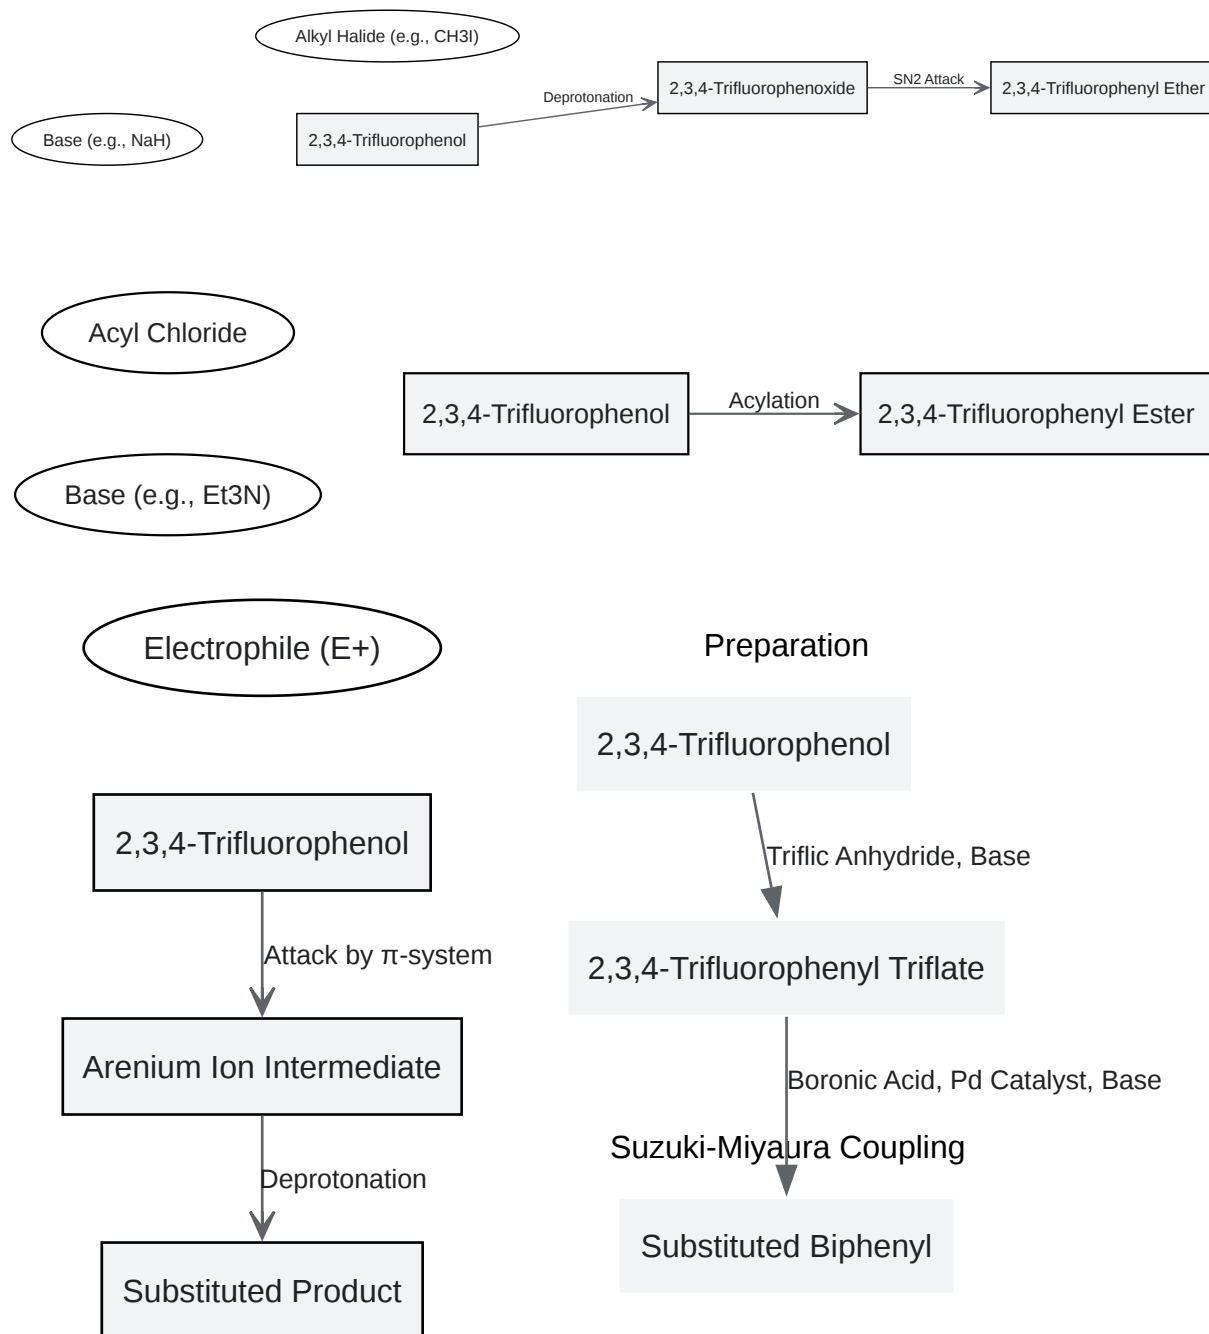 Alkyl Halide (e.g., CH3I)
Base (e.g., NaH)
2,3,4-Trifluorophenol
Deprotonation
2,3,4-Trifluorophenoxide
SN2 Attack
2,3,4-Trifluorophenyl Ether
Acyl Chloride
2,3,4-Trifluorophenol
Acylation
2,3,4-Trifluorophenyl Ester
Base (e.g., Et3N)
Electrophile (E+)
2,3,4-Trifluorophenol
Attack by π-system
Arenium Ion Intermediate
Deprotonation
Substituted Product
Preparation
2,3,4-Trifluorophenol
Triflic Anhydride, Base
2,3,4-Trifluorophenyl Triflate
Boronic Acid, Pd Catalyst, Base
Suzuki-Miyaura Coupling
Substituted Biphenyl